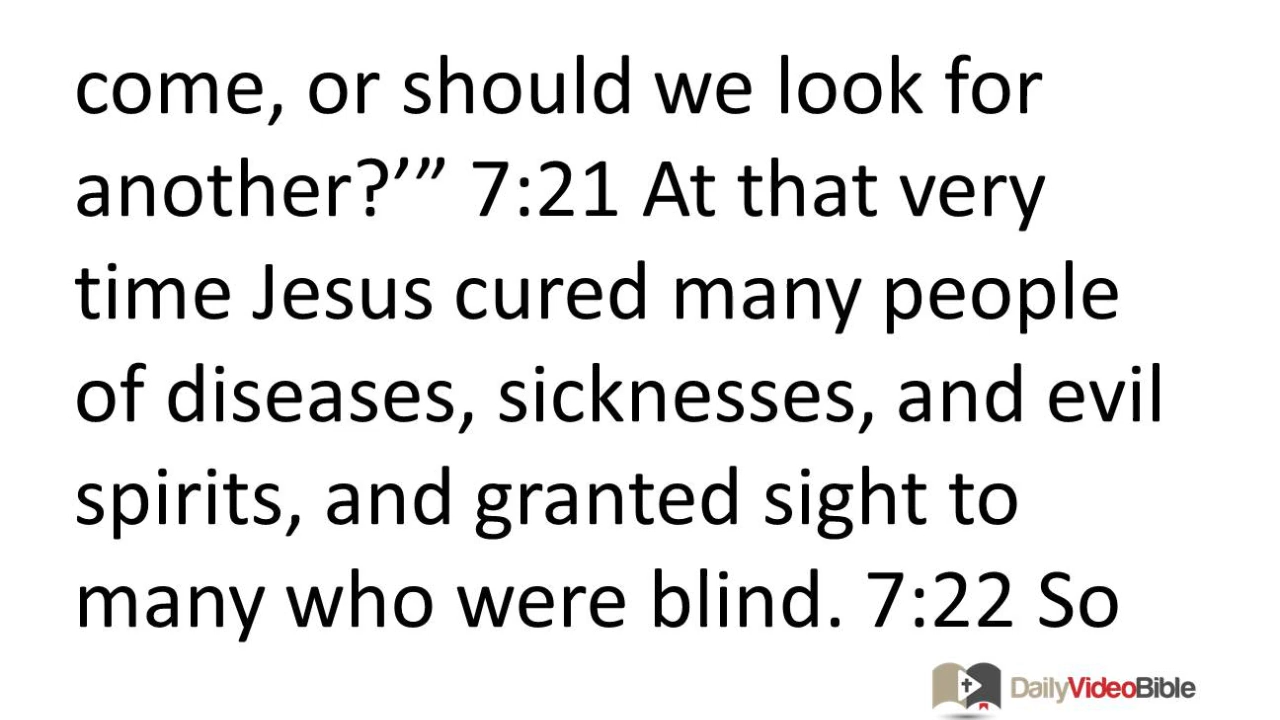 come, or should we look for
another?’” 7:21 At that very
time Jesus cured many people
of diseases, sicknesses, and evil
spirits, and granted sight to
many who were blind. 7:22 So
DailyVideoBible